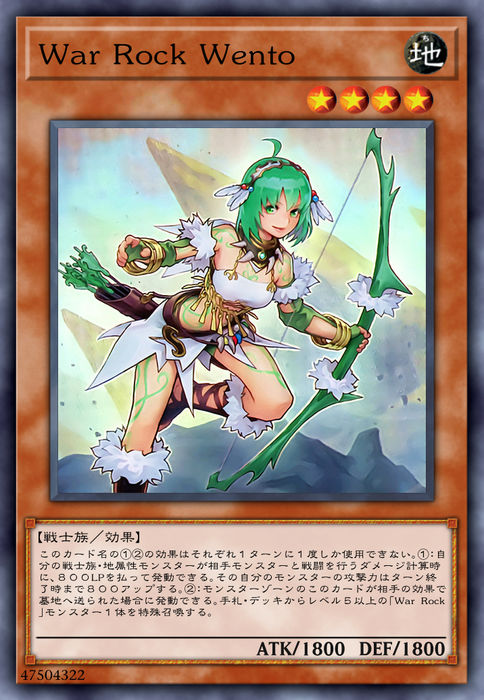 War Rock Wento
ち
地
【戦士族／効果】
このカード名の①②の効果はそれぞれ１ターンに１度しか使用できない。①：自
分の戦士族・地属性モンスターが相手モンスターと戦闘を行うダメージ計算時
に、８００LPを払って発動できる。その自分のモンスターの攻撃力はターン終
了時まで８００アップする。②：モンスターゾーンのこのカードが相手の効果で
墓地へ送られた場合に発動できる。手札・デッキからレベル５以上の「War Rock
」モンスター１体を特殊召喚する。
ATK/1800 DEF/1800
47504322